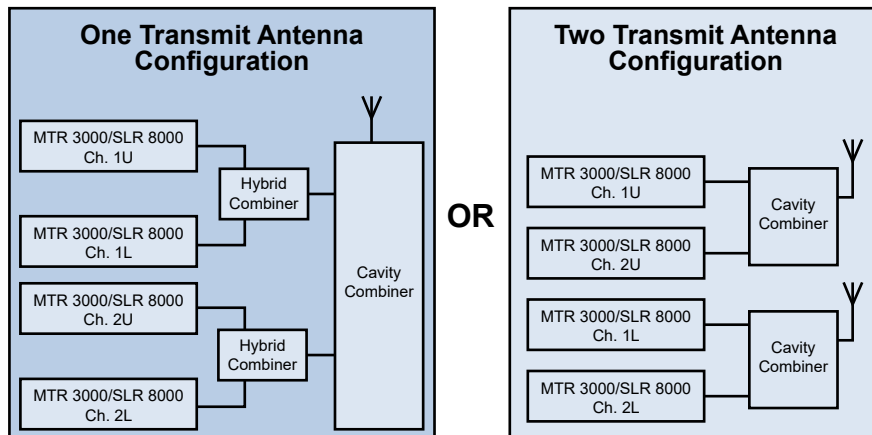 One Transmit Antenna
Configuration
MTR 3000/SLR 8000
Ch. 1U
Hybrid
Combiner
MTR 3000/SLR 8000
Ch. 1L
MTR 3000/SLR 8000
Ch. 2U
Hybrid
Combiner
MTR 3000/SLR 8000
Ch. 2L
Cavity
Combiner
OR
Two Transmit Antenna
Configuration
MTR 3000/SLR 8000
Ch. 1U
MTR 3000/SLR 8000
Ch. 2U
Cavity
Combiner
MTR 3000/SLR 8000
Ch. 1L
MTR 3000/SLR 8000
Ch. 2L
Cavity
Combiner